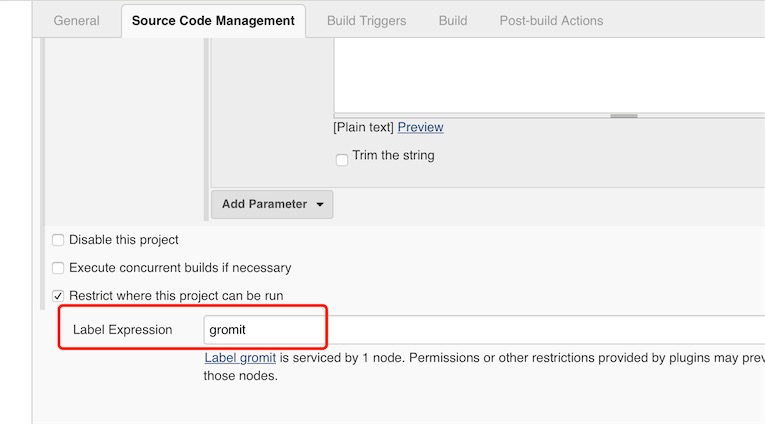 General Source Code Management Build Triggers Build Post-build Actions
[Plain text] Preview
Trim the string
Add Parameter
Disable this project
Execute concurrent builds if necessary
Restrict where this project can be run
Label Expression gromit
Label gromit is serviced by 1 node. Permissions or other restrictions provided by plugins may prev
those nodes.